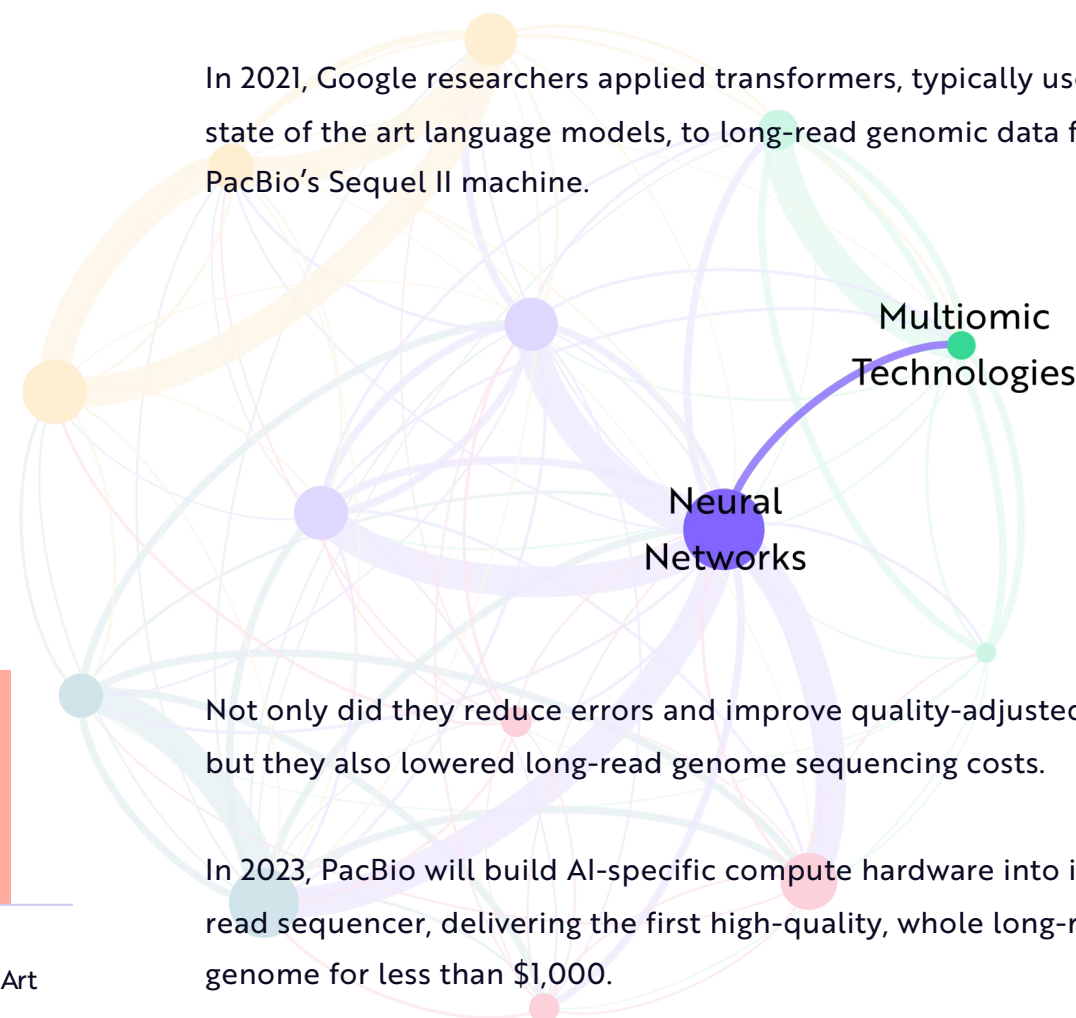 In 2021, Google researchers applied transformers, typically
state of the art language models, to long-read genomic data
PacBio’s Sequel II machine.
Multiomic
Technologies
Neural
Networks
Not only did they reduce errors and improve quality-adjusted
but they also lowered long-read genome sequencing costs.
In 2023, PacBio will build AI-specific compute hardware into
read sequencer, delivering the first high-quality, whole
genome for less than $1,000.
Art